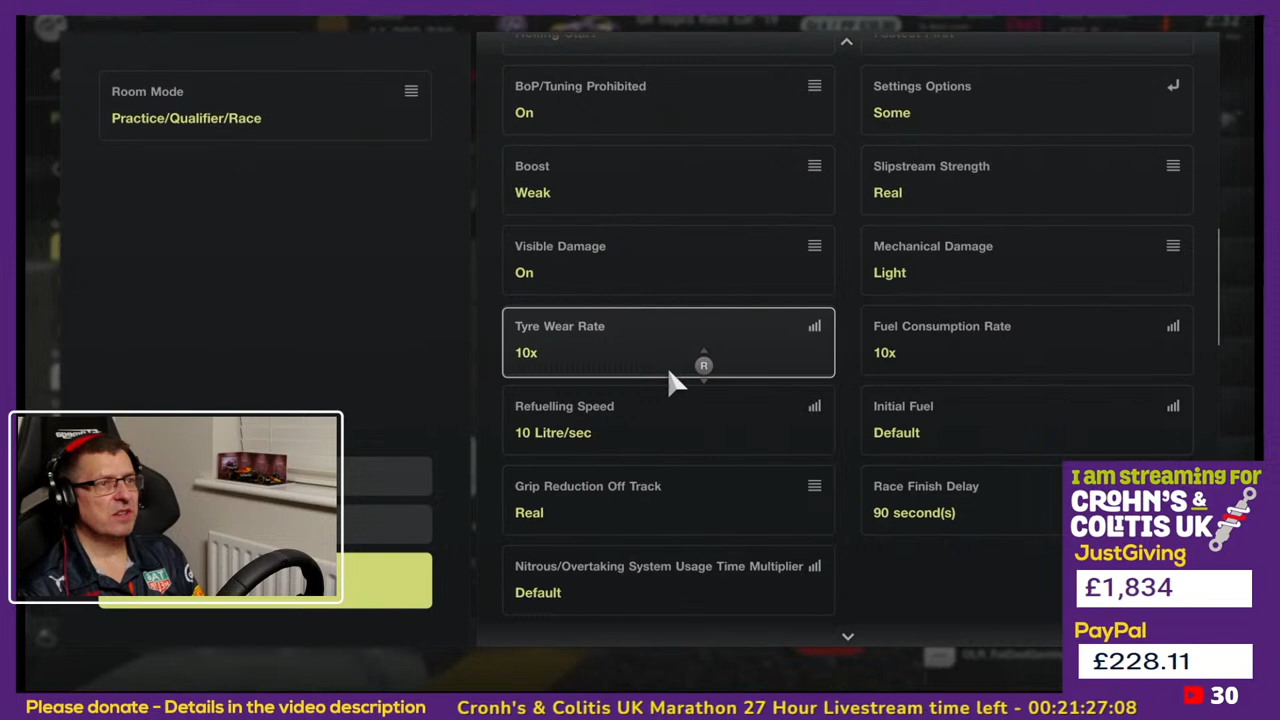 Room Mode
Practice/Qualifier/Race
BoP/Tuning Prohibited
On
Settings Options
Some
Boost
Weak
Slipstream Strength
Real
Visible Damage
On
Mechanical Damage
Light
Tyre Wear Rate
10x
R
Fuel Consumption Rate
10x
Refuelling Speed
10 Litre/sec
Initial Fuel
Default
Grip Reduction Off Track
Real
Race Finish Delay
90 second(s)
Nitrous/Overtaking System Usage Time Multiplier
Default
I am streaming for
CROHN'S &
COLITIS UK
JustGiving
£1,834
PayPal
£228.11
30
Please donate - Details in the video description
Cronh's & Colitis UK Marathon 27 Hour Livestream time left - 00:21:27:08